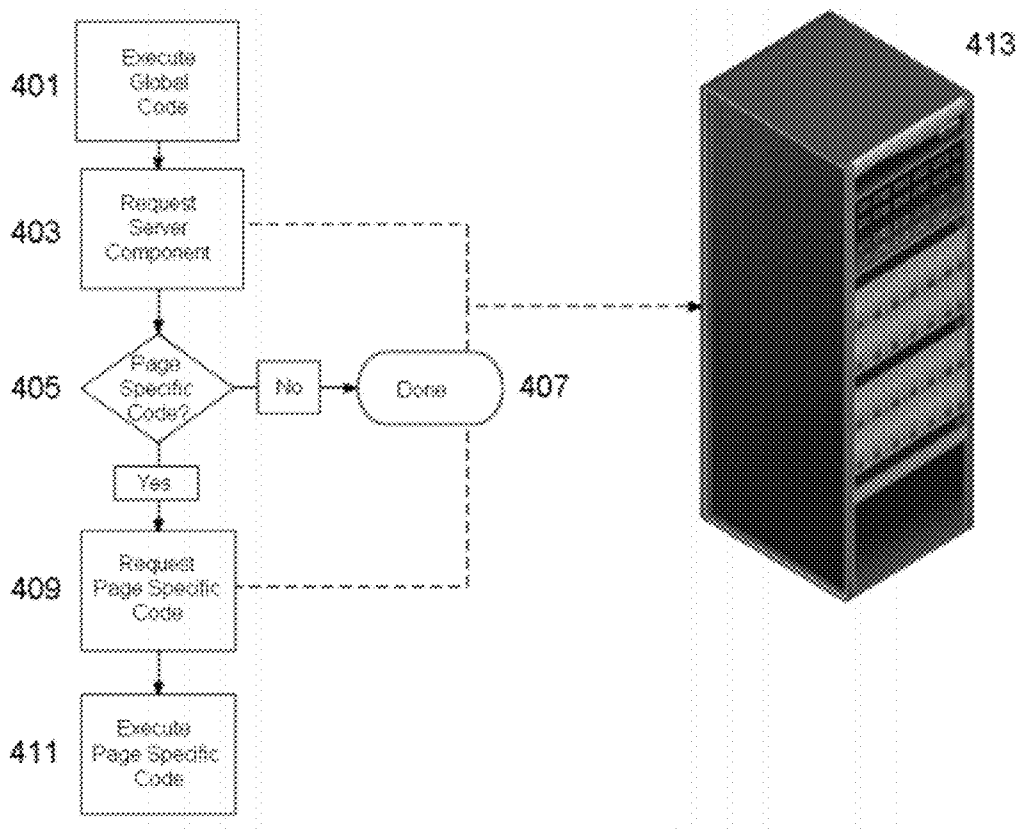 401
Execute
Global
Code
413
403
Request
Server
Component
405
Page
Specific
Code?
No
Done
407
Yes
409
Request
Page Specific
Code
411
Execute
Page Specific
Code